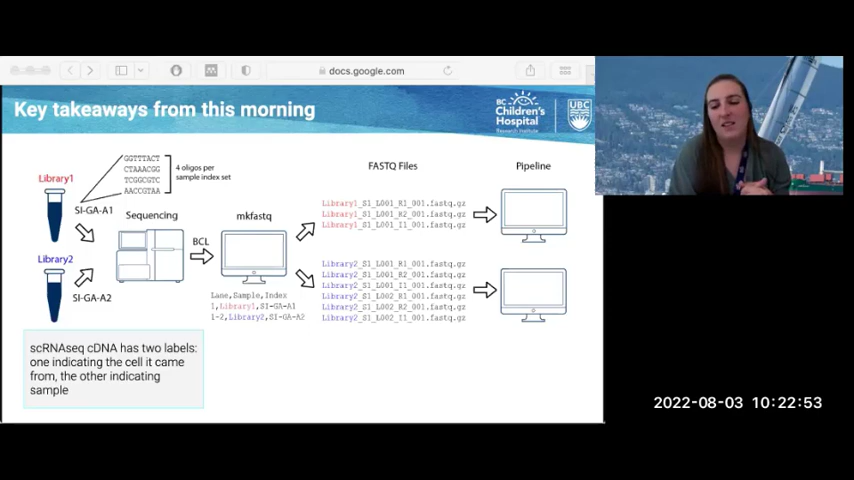 docs.google.com
Key takeaways from this morning
BC
Children's
Hospital
Research Institute
UBC
Library1
GGTTTACT
CTAAACGG
TCGGCGTC
AACCGTAA
4 oligos per
sample index set
SI-GA-A1
Sequencing
BCL
mkfastq
FASTQ Files
Pipeline
Library1_S1_L001_R1_001.fastq.gz
Library1_S1_L001_R2_001.fastq.gz
Library1_S1_L001_I1_001.fastq.gz
Library2
SI-GA-A2
Library2_S1_L001_R1_001.fastq.gz
Library2_S1_L001_R2_001.fastq.gz
Library2_S1_L001_I1_001.fastq.gz
Library2_S1_L002_R1_001.fastq.gz
Library2_S1_L002_R2_001.fastq.gz
Library2_S1_L002_I1_001.fastq.gz
Lane,Sample,Index
1,Library1,SI-GA-A1
1-2,Library2,SI-GA-A2
scRNAseq cDNA has two labels:
one indicating the cell it came
from, the other indicating
sample
2022-08-03 10:22:53